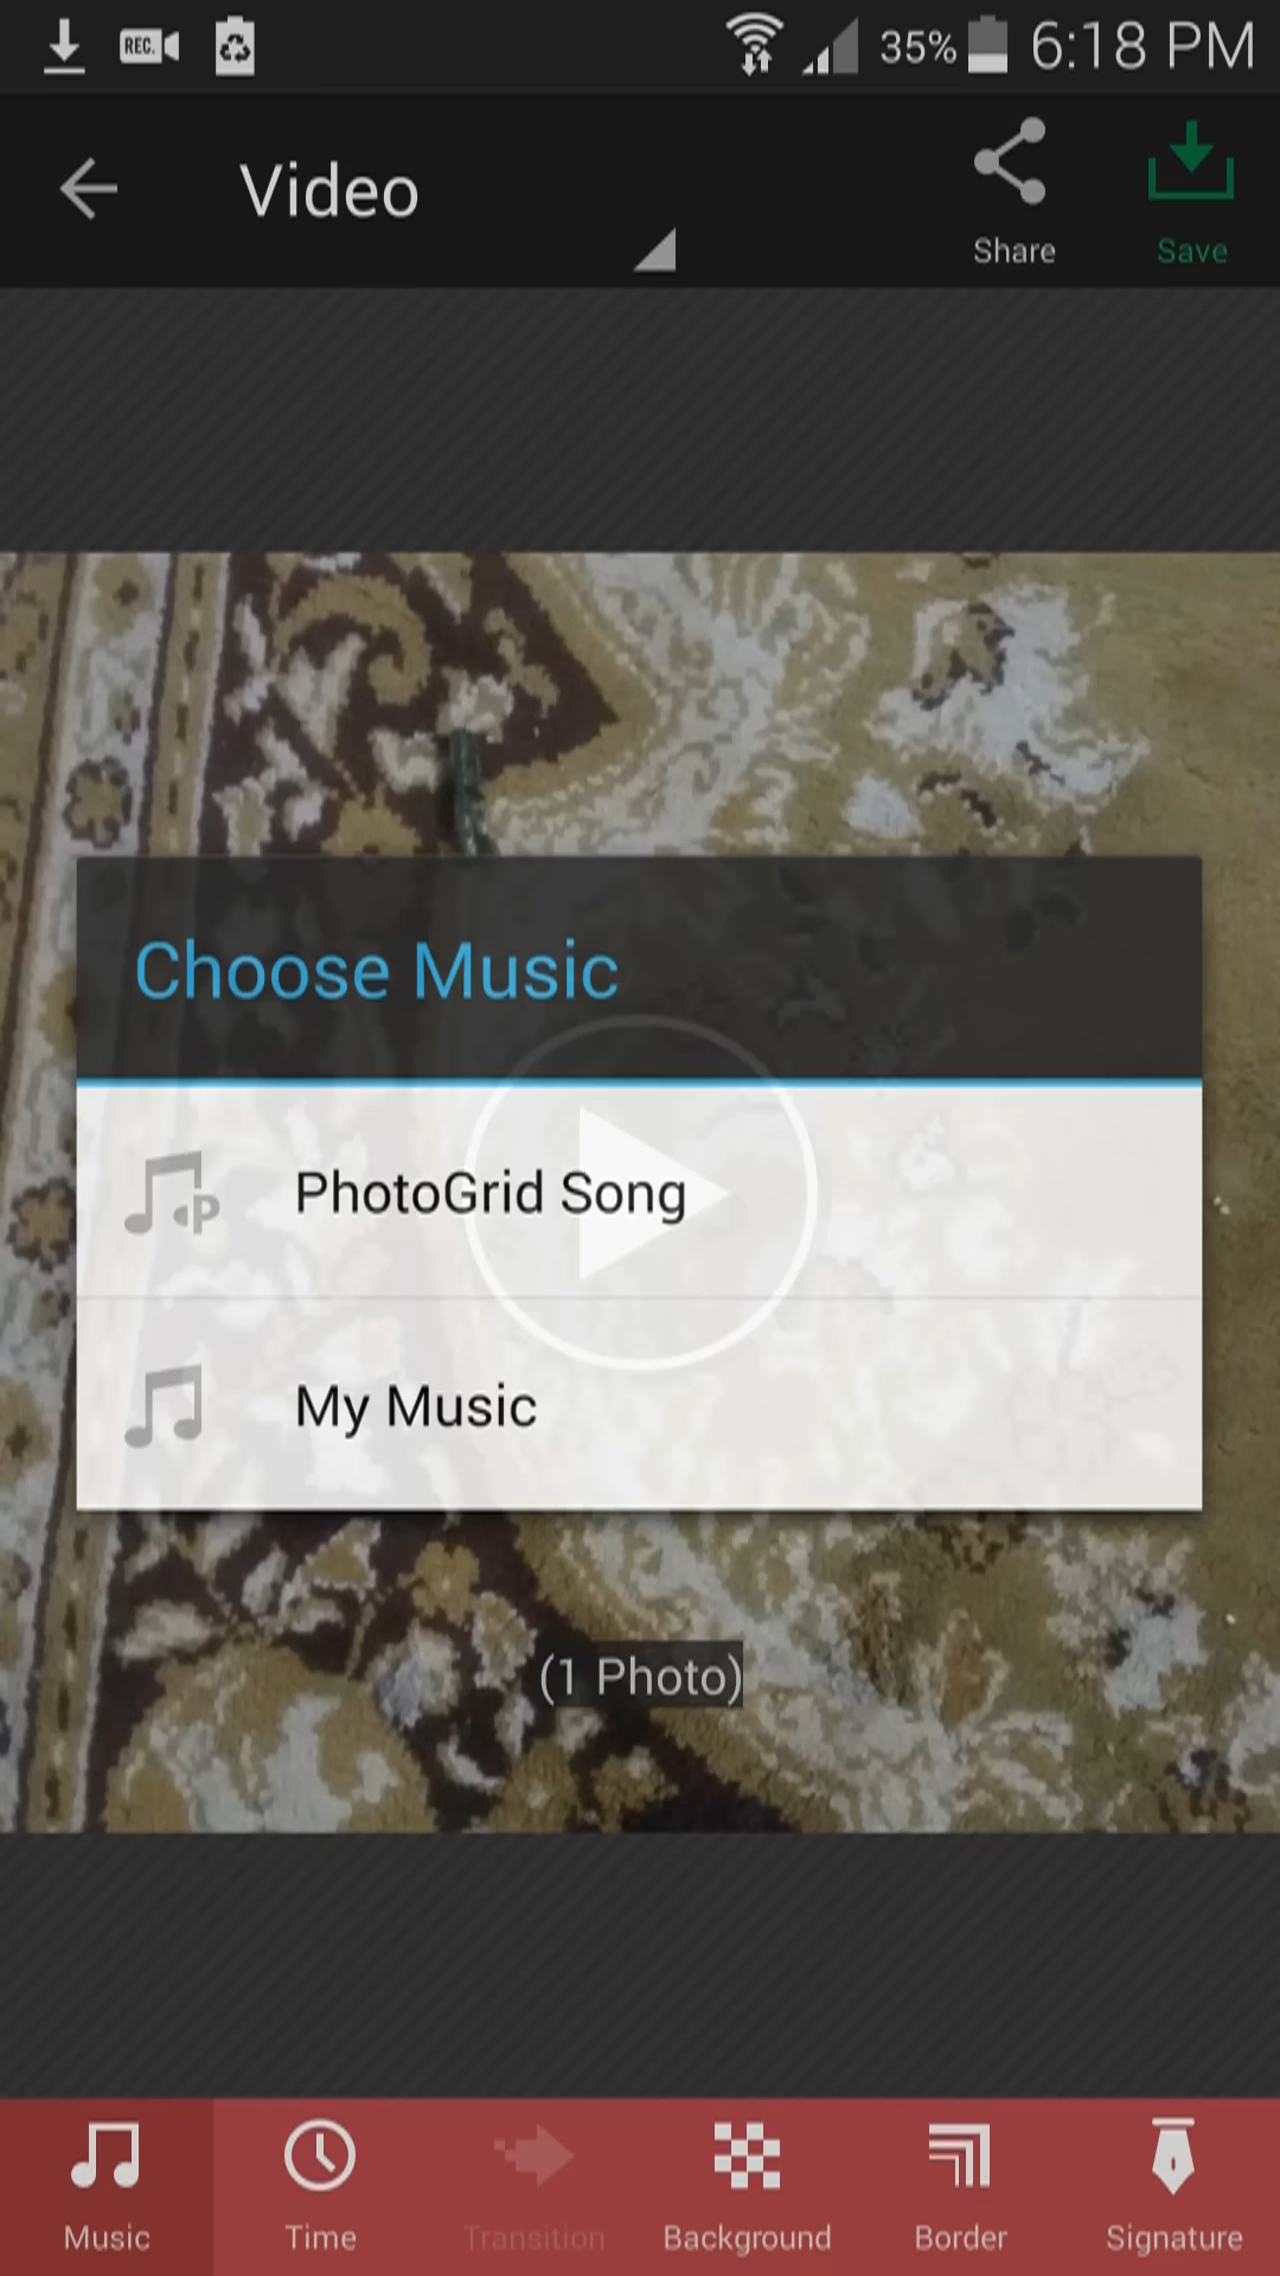 REC. 35% 6:18 PM
Video
Share
Save
Choose Music
PhotoGrid Song
My Music
(1 Photo)
Music
Time
Transition
Background
Border
Signature